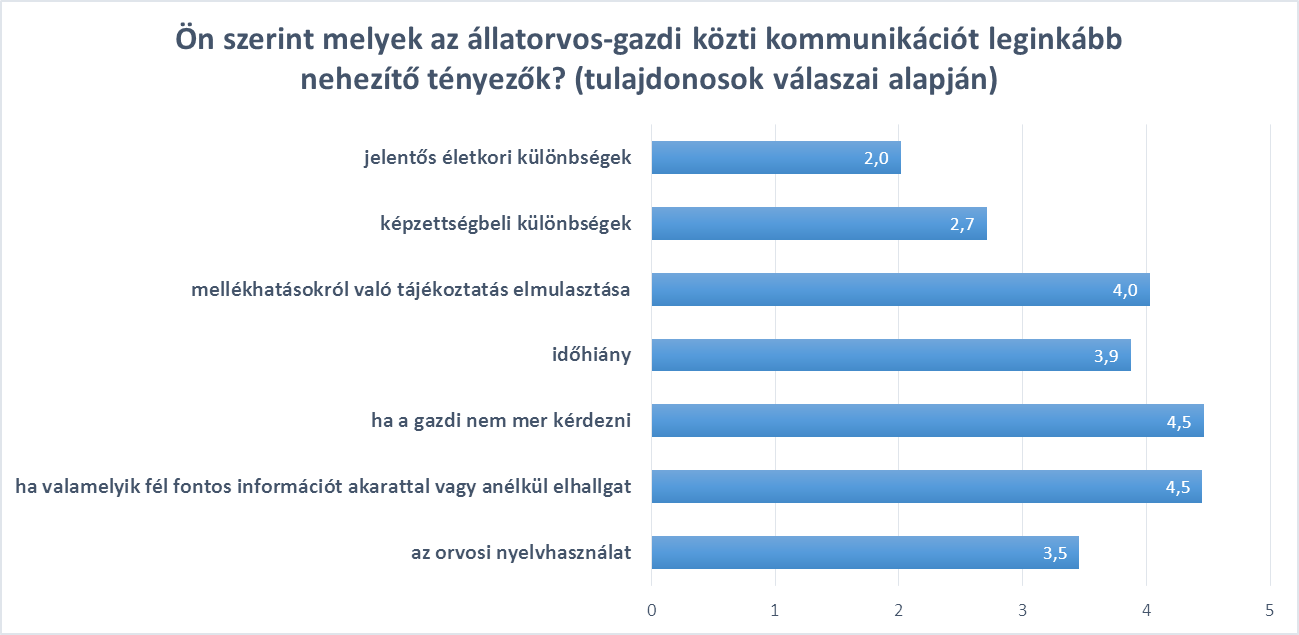 Ön szerint melyek az állatorvos-gazdi közti kommunikációt leginkább
nehezítő tényezők? (tulajdonosok válaszai alapján)
jelentős életkori különbségek
2,0
képzettségbeli különbségek
2,7
mellékhatásokról való tájékoztatás elmulasztása
4,0
időhiány
3,9
ha a gazdi nem mer kérdezni
4,5
ha valamelyik fél fontos információt akarattal vagy anélkül elhallgat
4,5
az orvosi nyelvhasználat
3,5
0 1 2 3 4 5